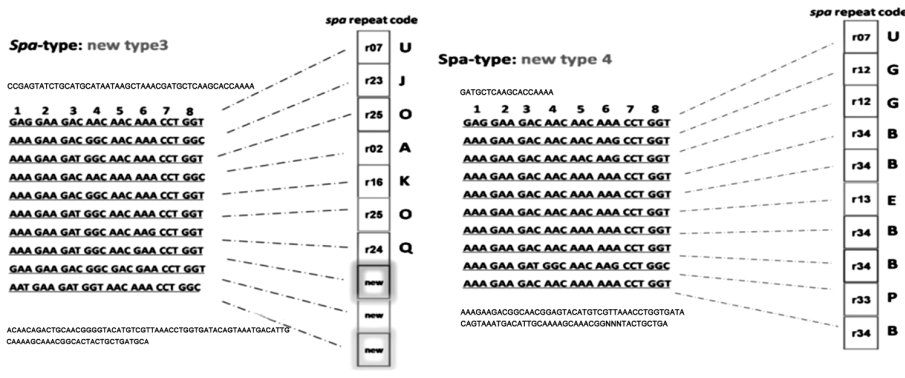 spa repeat code
Spa-type: new type3
CCGAGTATCTGCATGCATAATAAGCTAAACGATGCTCAAGCACCAAAA
1 2 3 4 5 6 7 8
GAG GAA GAC AAC AAC AAA CCT GGT
AAA GAA GAC GGC AAC AAA CCT GGC
AAA GAA GAT GGC AAC AAA CCT GGT
AAA GAA GAC AAC AAA AAA CCT GGC
AAA GAA GAC GGC AAC AAA CCT GGT
AAA GAA GAT GGC AAC AAA CCT GGT
AAA GAA GAT GGC AAC AAG CCT GGT
AAA GAA GAT GGC AAC GAA CCT GGT
GAA GAA GAC GGC GAC GAA CCT GGT
AAT GAA GAT GGT AAC AAA CCT GGC
ACAACAGACTGCAACGGGGTACATGTCGTTAAACCTGGTGATACAGTAAATGACATTG
CAAAAGCAAACGGCACTACTGCTGATGCA
r07 U
r23 J
r25 O
r02 A
r16 K
r25 O
r24 Q
new
new
new
spa repeat code
Spa-type: new type 4
GATGCTCAAGCACCAAAA
1 2 3 4 5 6 7 8
GAG GAA GAC AAC AAC AAA CCT GGT
AAA GAA GAC AAC AAC AAG CCT GGT
AAA GAA GAC AAC AAC AAG CCT GGT
AAA GAA GAC AAC AAC AAA CCT GGT
AAA GAA GAC AAC AAC AAA CCT GGT
AAA GAA GAC AAC AAA AAA CCT GGT
AAA GAA GAC AAC AAC AAA CCT GGT
AAA GAA GAC AAC AAC AAA CCT GGT
AAA GAA GAT GGC AAC AAG CCT GGC
AAA GAA GAC AAC AAC AAA CCT GGT
AAAGAAGACGGCAACGGAGTACATGTCGTTAAACCTGGTGATA
CAGTAAATGACATTGCAAAAGCAAACGGNNNTACTGCTGA
r07 U
r12 G
r12 G
r34 B
r34 B
r13 E
r34 B
r34 B
r33 P
r34 B